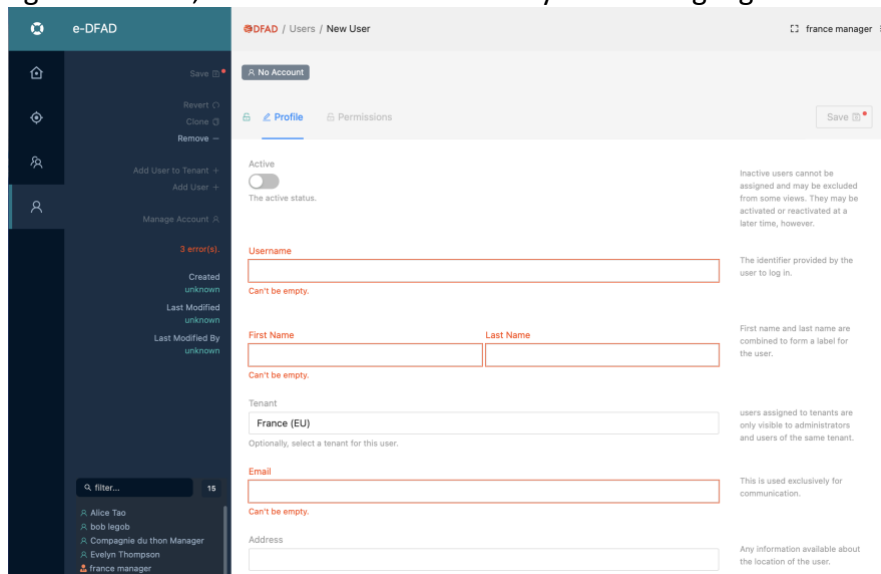 e-DFAD
DFAD / Users / New User
france manager
Save
No Account
Revert
Clone
Remove
Profile
Permissions
Save
Add User to Tenant +
Add User +
Manage Account
3 error(s).
Created
unknown
Last Modified
unknown
Last Modified By
unknown
filter...
15
Alice Tao
bob legob
Compagnie du thon Manager
Evelyn Thompson
france manager
Active
The active status.
Inactive users cannot be
assigned and may be excluded
from some views. They may be
activated or reactivated at a
later time, however.
Username
Can't be empty.
The identifier provided by the
user to log in.
First Name
Last Name
Can't be empty.
First name and last name are
combined to form a label for
the user.
Tenant
France (EU)
Optionally, select a tenant for this user.
users assigned to tenants are
only visible to administrators
and users of the same tenant.
Email
Can't be empty.
This is used exclusively for
communication.
Address
Any information available about
the location of the user.